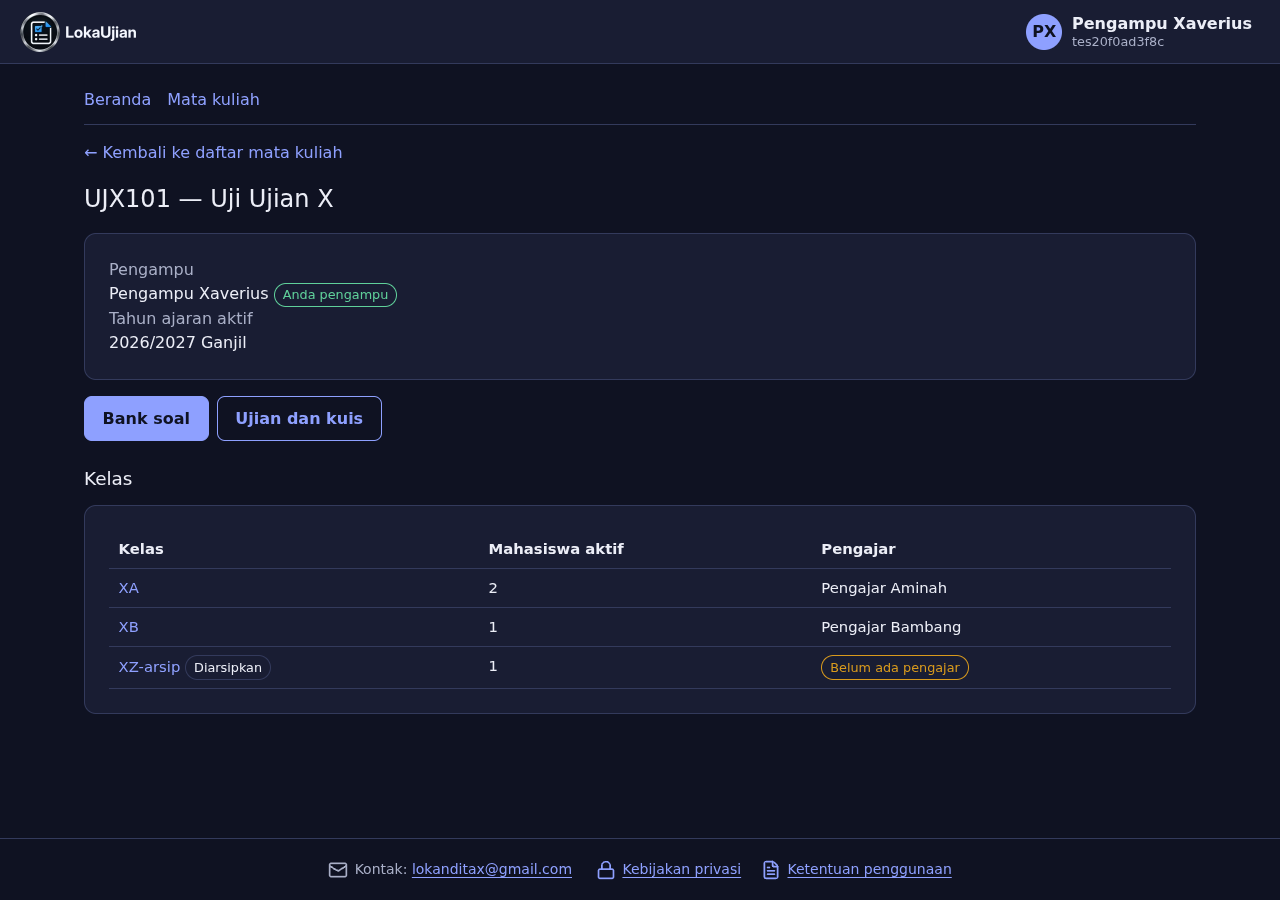 LokaUjian
PX
Pengampu Xaverius
tes20f0ad3f8c
Beranda Mata kuliah
← Kembali ke daftar mata kuliah
UJX101 — Uji Ujian X
Pengampu
Pengampu Xaverius Anda pengampu
Tahun ajaran aktif
2026/2027 Ganjil
Bank soal Ujian dan kuis
Kelas
Kelas Mahasiswa aktif Pengajar
XA 2 Pengajar Aminah
XB 1 Pengajar Bambang
XZ-arsip Diarsipkan 1 Belum ada pengajar
Kontak: lokanditax@gmail.com Kebijakan privasi Ketentuan penggunaan